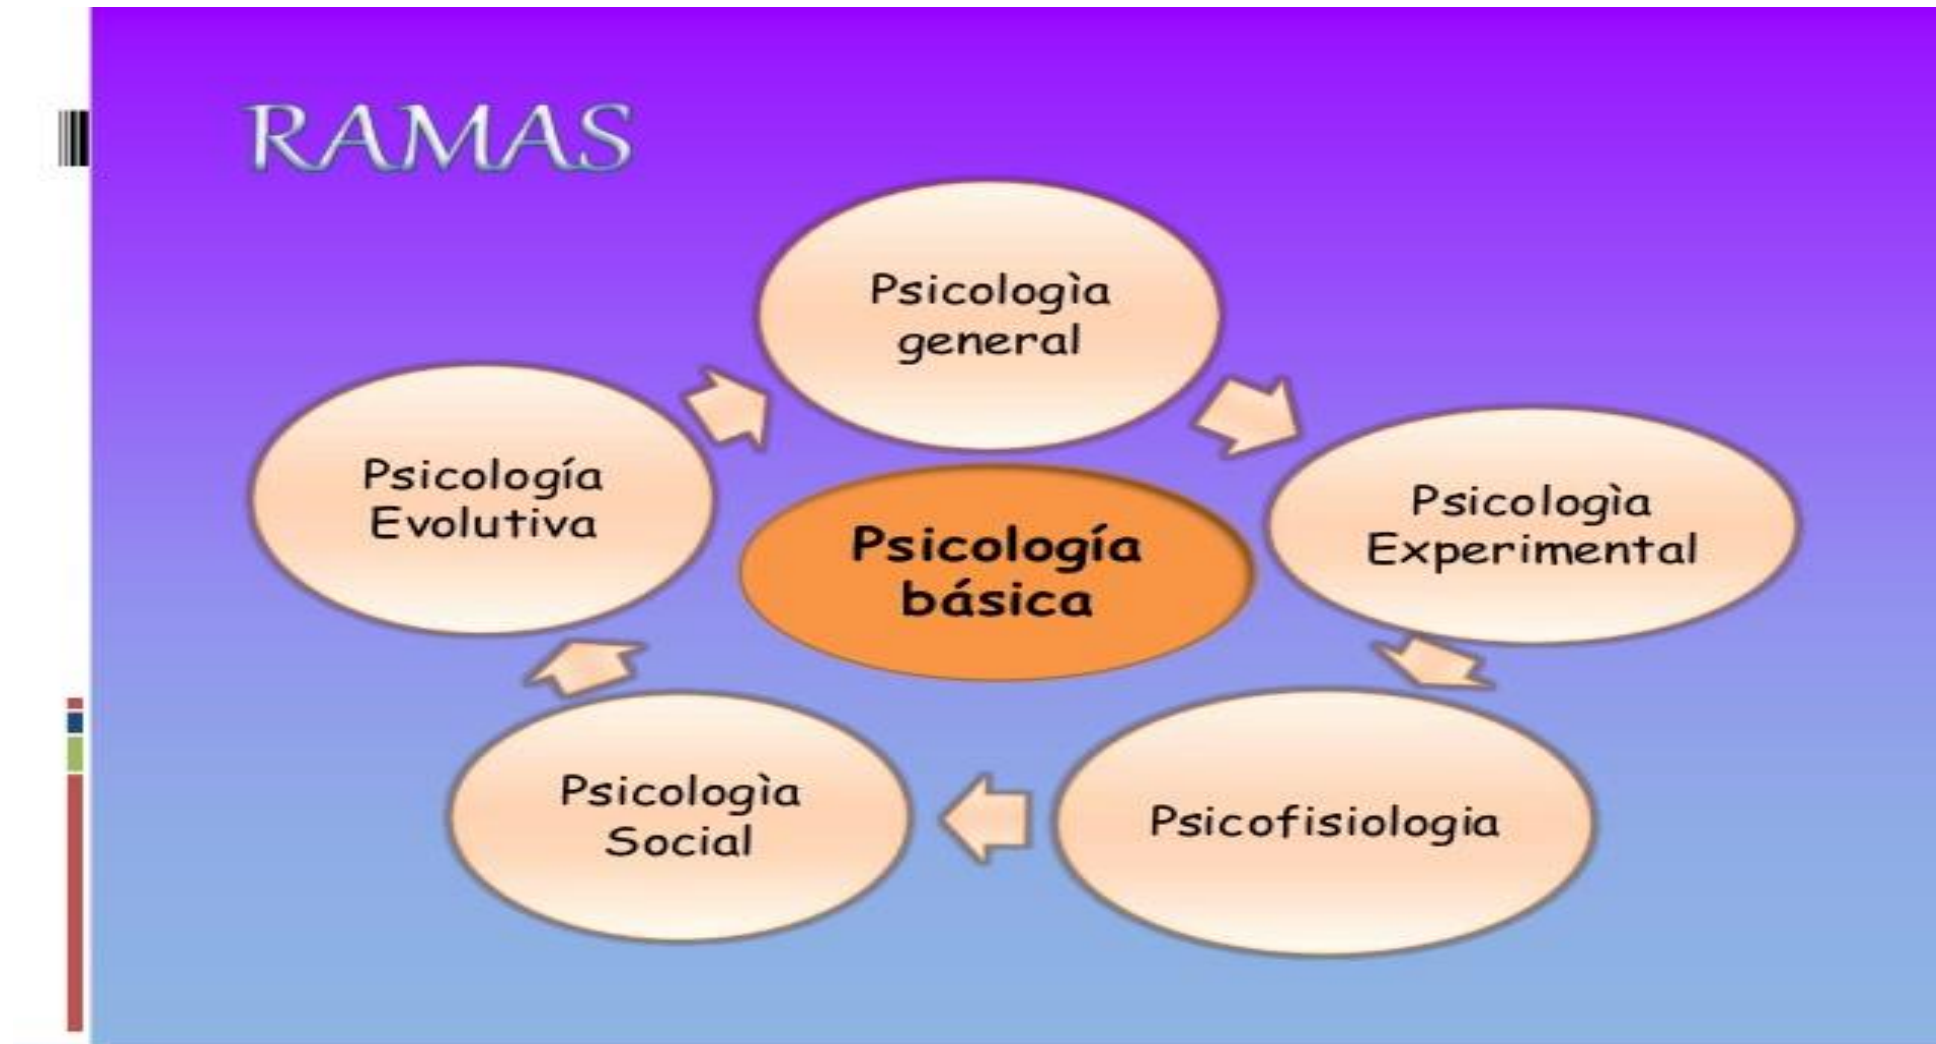 RAMAS
Psicologìa
general
Psicologìa
Experimental
Psicofisiologia
Psicologìa
Social
Psicología
Evolutiva
Psicología
básica